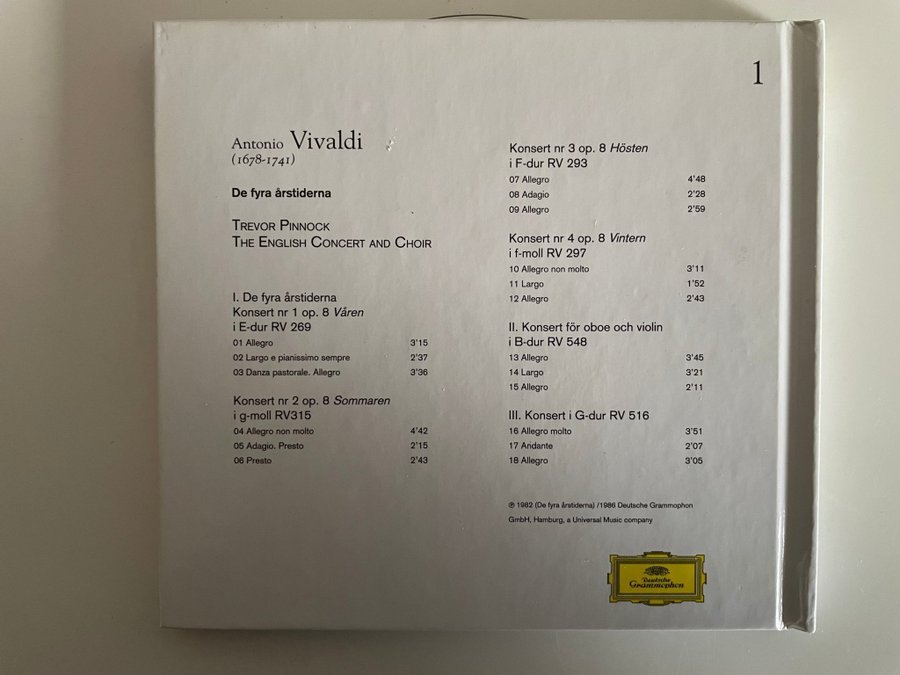 1
Antonio Vivaldi
(1678-1741)
De fyra årstiderna
TREVOR PINNOCK
THE ENGLISH CONCERT AND CHOIR
I. De fyra årstiderna
Konsert nr 1 op. 8 Våren
i E-dur RV 269
01 Allegro 3'15
02 Largo e pianissimo sempre 2'37
03 Danza pastorale. Allegro 3'36
Konsert nr 2 op. 8 Sommaren
i g-moll RV315
04 Allegro non molto 4'42
05 Adagio. Presto 2'15
06 Presto 2'43
Konsert nr 3 op. 8 Hösten
i F-dur RV 293
07 Allegro 4'48
08 Adagio 2'28
09 Allegro 2'59
Konsert nr 4 op. 8 Vintern
i f-moll RV 297
10 Allegro non molto 3'11
11 Largo 1'52
12 Allegro 2'43
II. Konsert för oboe och violin
i B-dur RV 548
13 Allegro 3'45
14 Largo 3'21
15 Allegro 2'11
III. Konsert i G-dur RV 516
16 Allegro molto 3'51
17 Andante 2'07
18 Allegro 3'05
℗ 1982 (De fyra årstiderna) /1986 Deutsche Grammophon
GmbH, Hamburg, a Universal Music company
Deutsche
Grammophon